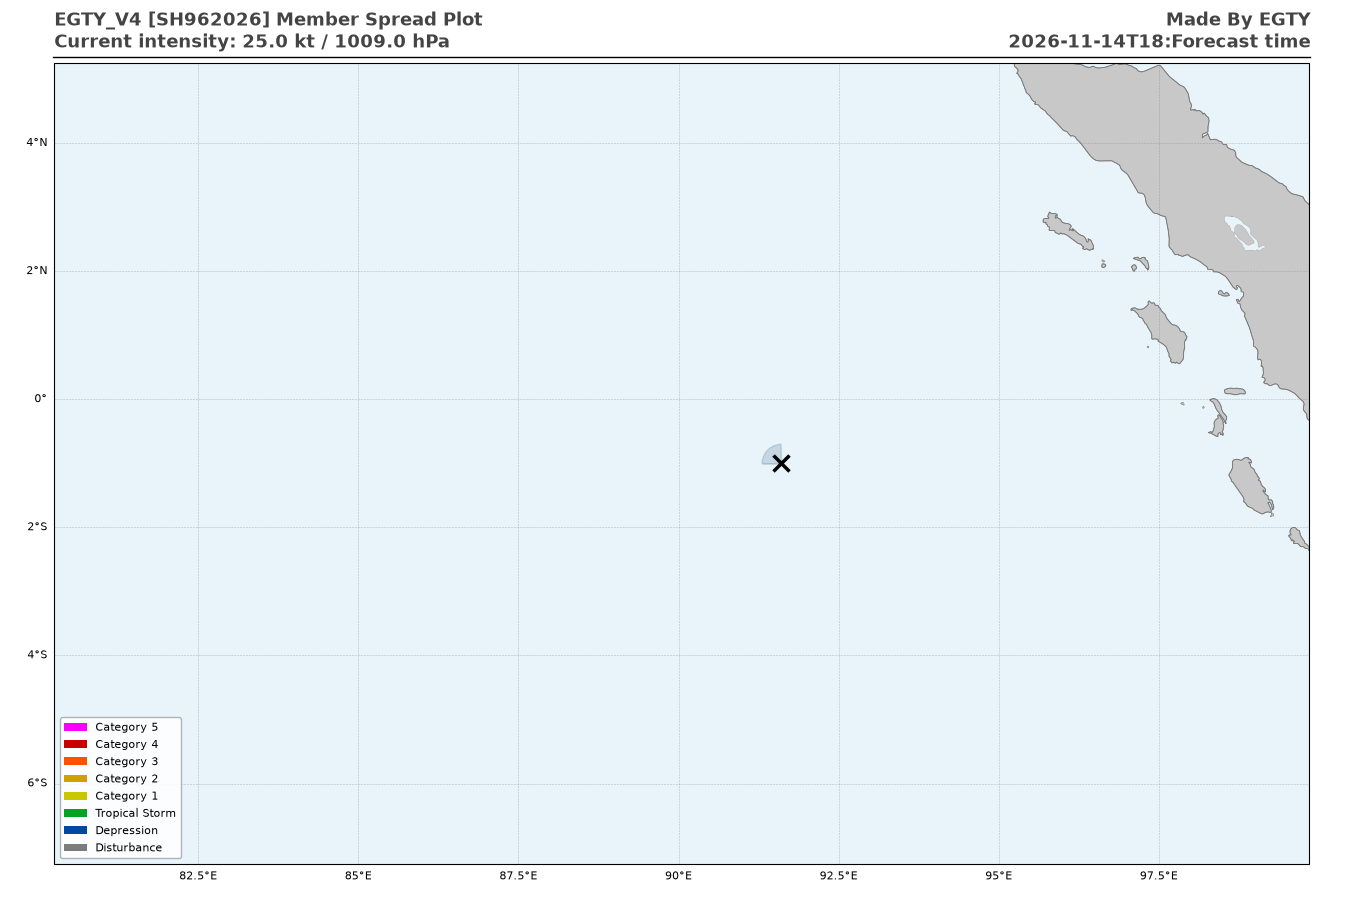 EGTY_V4 [SH962026] Member Spread Plot
Made By EGTY
Current intensity: 25.0 kt / 1009.0 hPa
2026-11-14T18:Forecast time
4°N
2°N
0°
2°S
4°S
6°S
Category 5
Category 4
Category 3
Category 2
Category 1
Tropical Storm
Depression
Disturbance
82.5°E
85°E
87.5°E
90°E
92.5°E
95°E
97.5°E